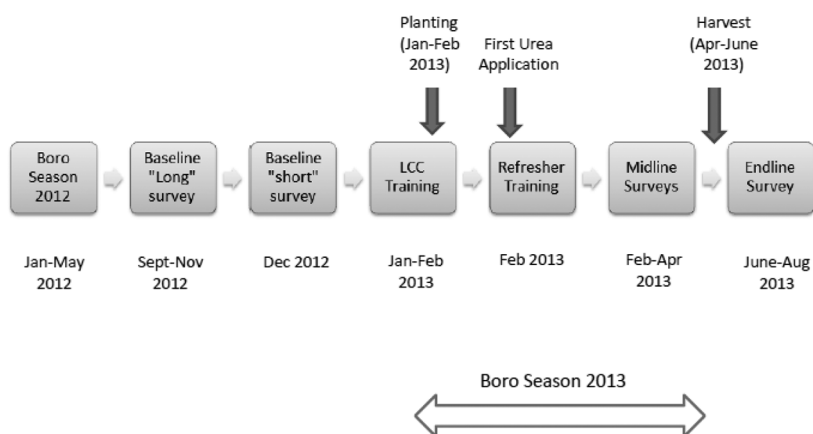 Planting
(Jan-Feb
2013)
First Urea
Application
Harvest
(Apr-June
2013)
Boro
Season
2012
Baseline
"Long"
survey
Baseline
"short"
survey
LCC
Training
Refresher
Training
Midline
Surveys
Endline
Survey
Jan-May
2012
Sept-Nov
2012
Dec 2012
Jan-Feb
2013
Feb 2013
Feb-Apr
2013
June-Aug
2013
Boro Season 2013